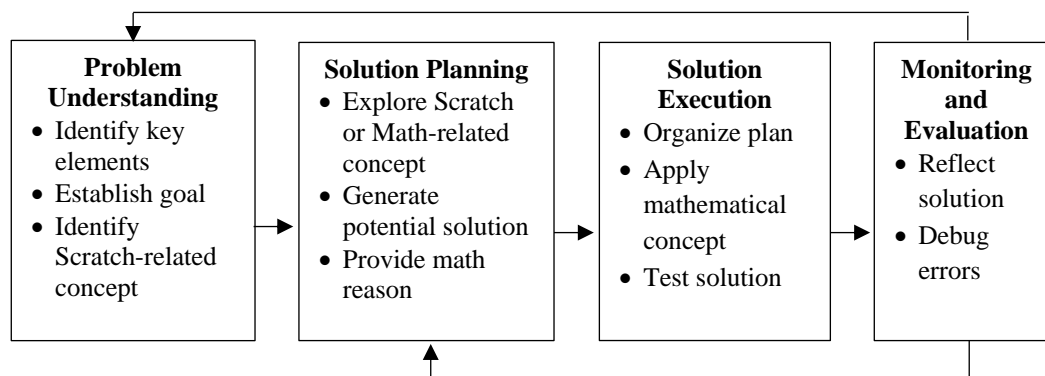 Problem
Understanding
• Identify key
elements
• Establish goal
• Identify
Scratch-related
concept
Solution Planning
• Explore Scratch
or Math-related
concept
• Generate
potential solution
• Provide math
reason
Solution
Execution
• Organize plan
• Apply
mathematical
concept
• Test solution
Monitoring
and
Evaluation
• Reflect
solution
• Debug
errors